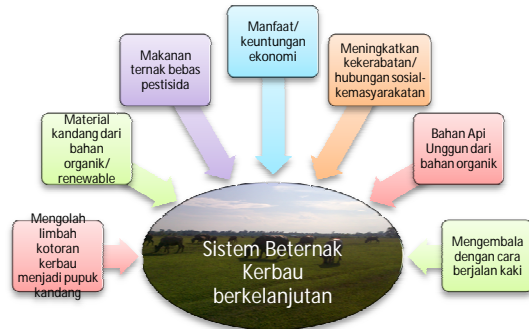 Manfaat/
keuntungan
ekonomi
Makanan
ternak bebas
pestisida
Meningkatkan
kekerabatan/
hubungan sosial-
kemasyarakatan
Material
kandang dari
bahan
organik/
renewable
Bahan Api
Unggun dari
bahan organik
Mengolah
limbah
kotoran
kerbau
menjadi pupuk
kandang
Mengembala
dengan cara
berjalan kaki
Sistem Beternak
Kerbau
berkelanjutan